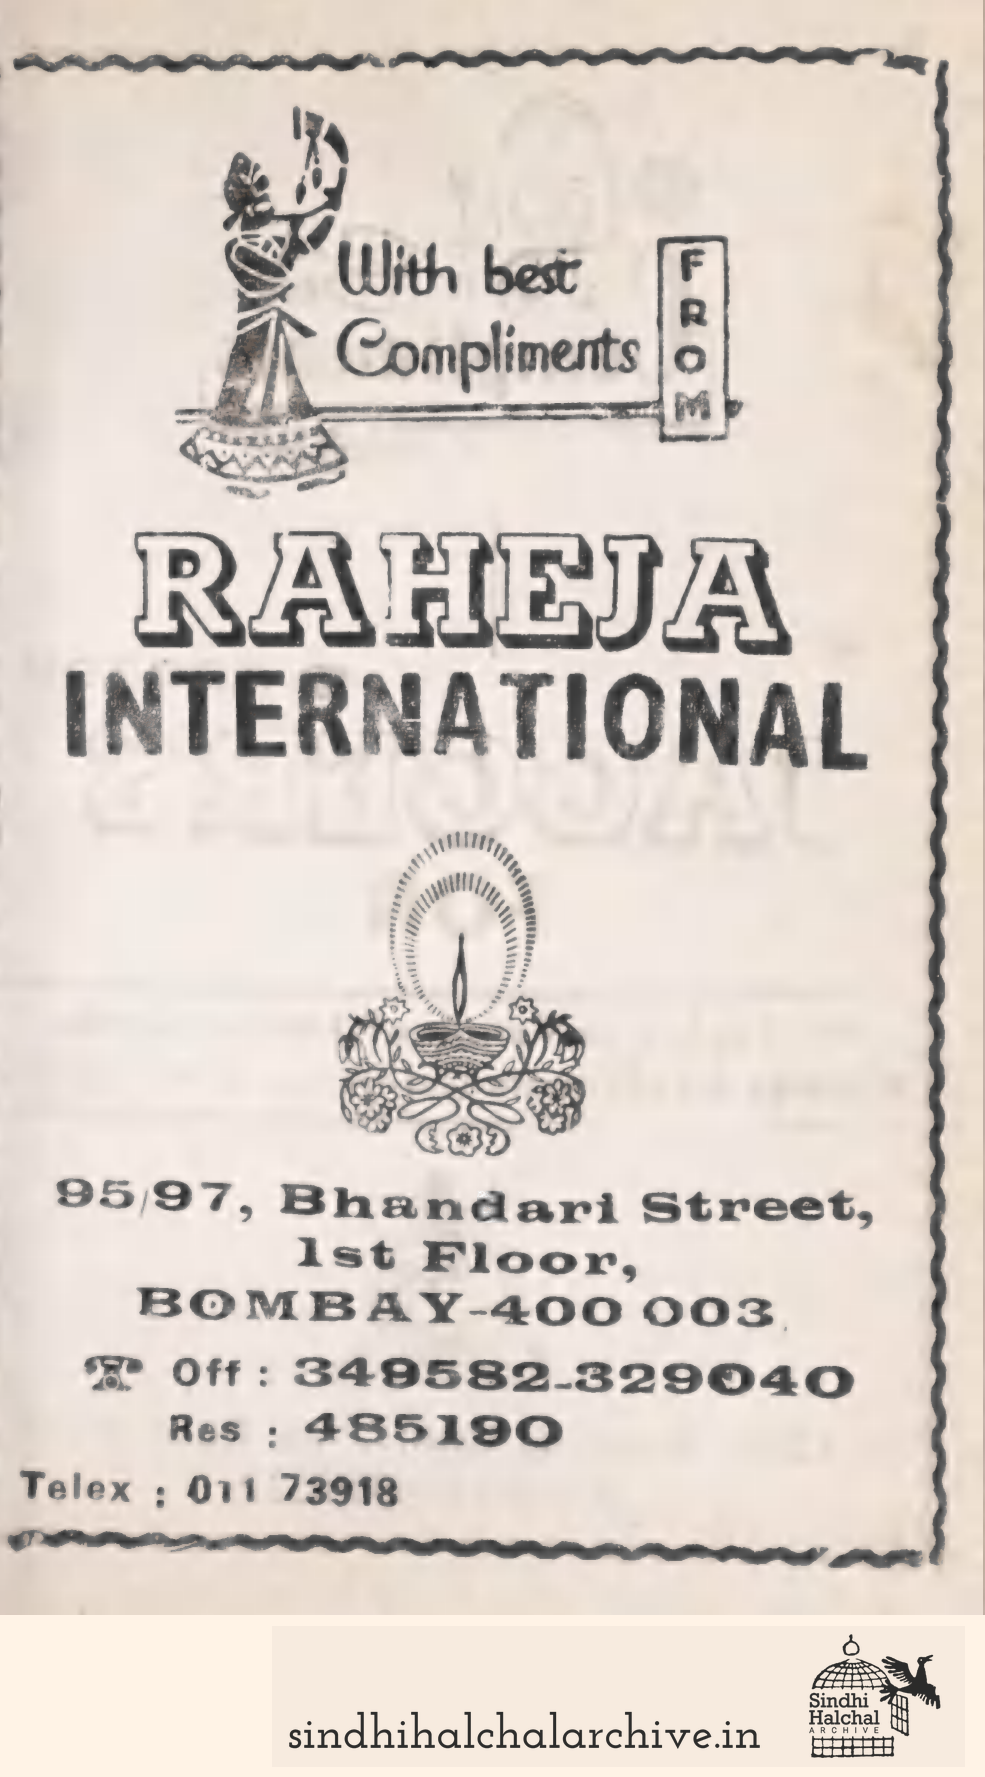 With best
Compliments
FROM
RAHEJA
INTERNATIONAL
95/97, Bhandari Street,
1st Floor,
BOMBAY-400 003.
Off : 349582-329040
Res : 485190
Telex : 011 73918
sindhihalchalarchive.in
Sindhi
Halchal
ARCHIVE